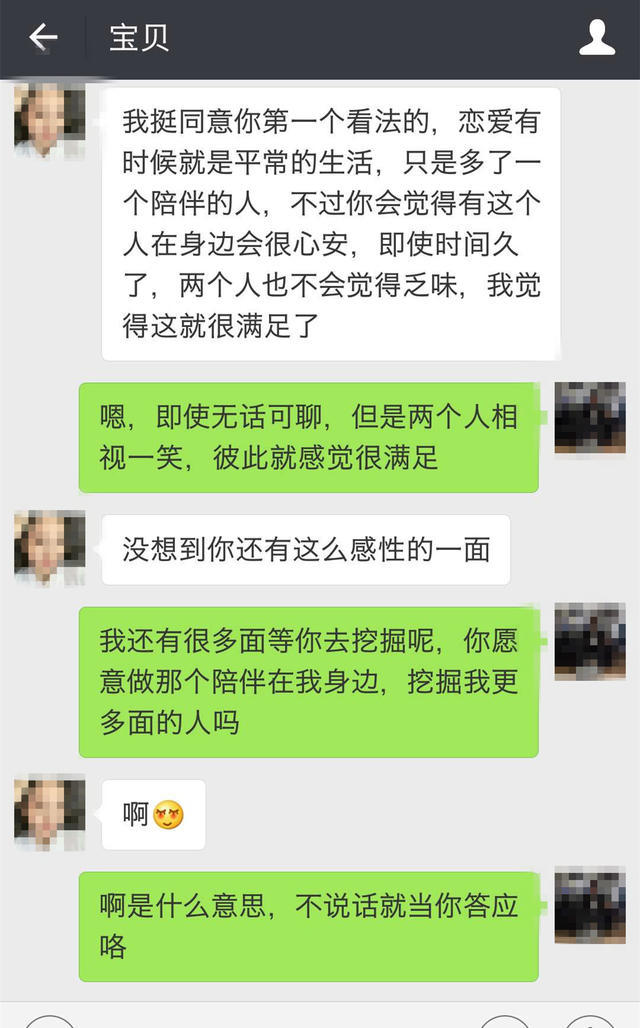 宝贝
我挺同意你第一个看法的，恋爱有
时候就是平常的生活，只是多了一
个陪伴的人，不过你会觉得有这个
人在身边会很心安，即使时间久
了，两个人也不会觉得乏味，我觉
得这就很满足了
嗯，即使无话可聊，但是两个人相
视一笑，彼此就感觉很满足
没想到你还有这么感性的一面
我还有很多面等你去挖掘呢，你愿
意做那个陪伴在我身边，挖掘我更
多面的人吗
啊😍
啊是什么意思，不说话就当你答应
咯